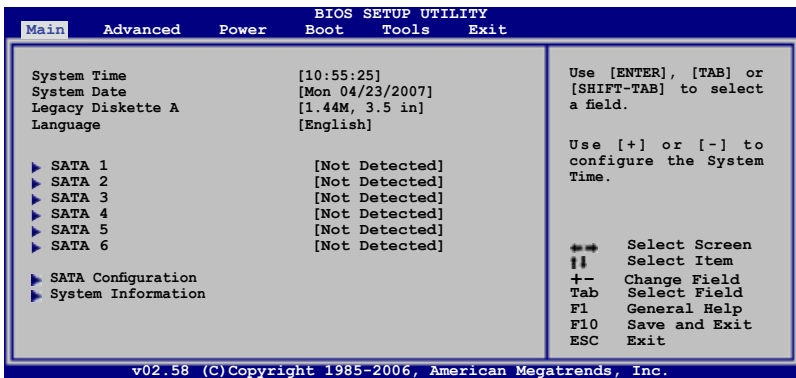 BIOS SETUP UTILITY
Main Advanced Power Boot Tools Exit
System Time [10:55:25]
System Date [Mon 04/23/2007]
Legacy Diskette A [1.44M, 3.5 in]
Language [English]
SATA 1 [Not Detected]
SATA 2 [Not Detected]
SATA 3 [Not Detected]
SATA 4 [Not Detected]
SATA 5 [Not Detected]
SATA 6 [Not Detected]
SATA Configuration
System Information
Use [ENTER], [TAB] or
[SHIFT-TAB] to select
a field.
Use [+] or [-] to
configure the System
Time.
Select Screen
Select Item
+- Change Field
Tab Select Field
F1 General Help
F10 Save and Exit
ESC Exit
v02.58 (C)Copyright 1985-2006, American Megatrends, Inc.